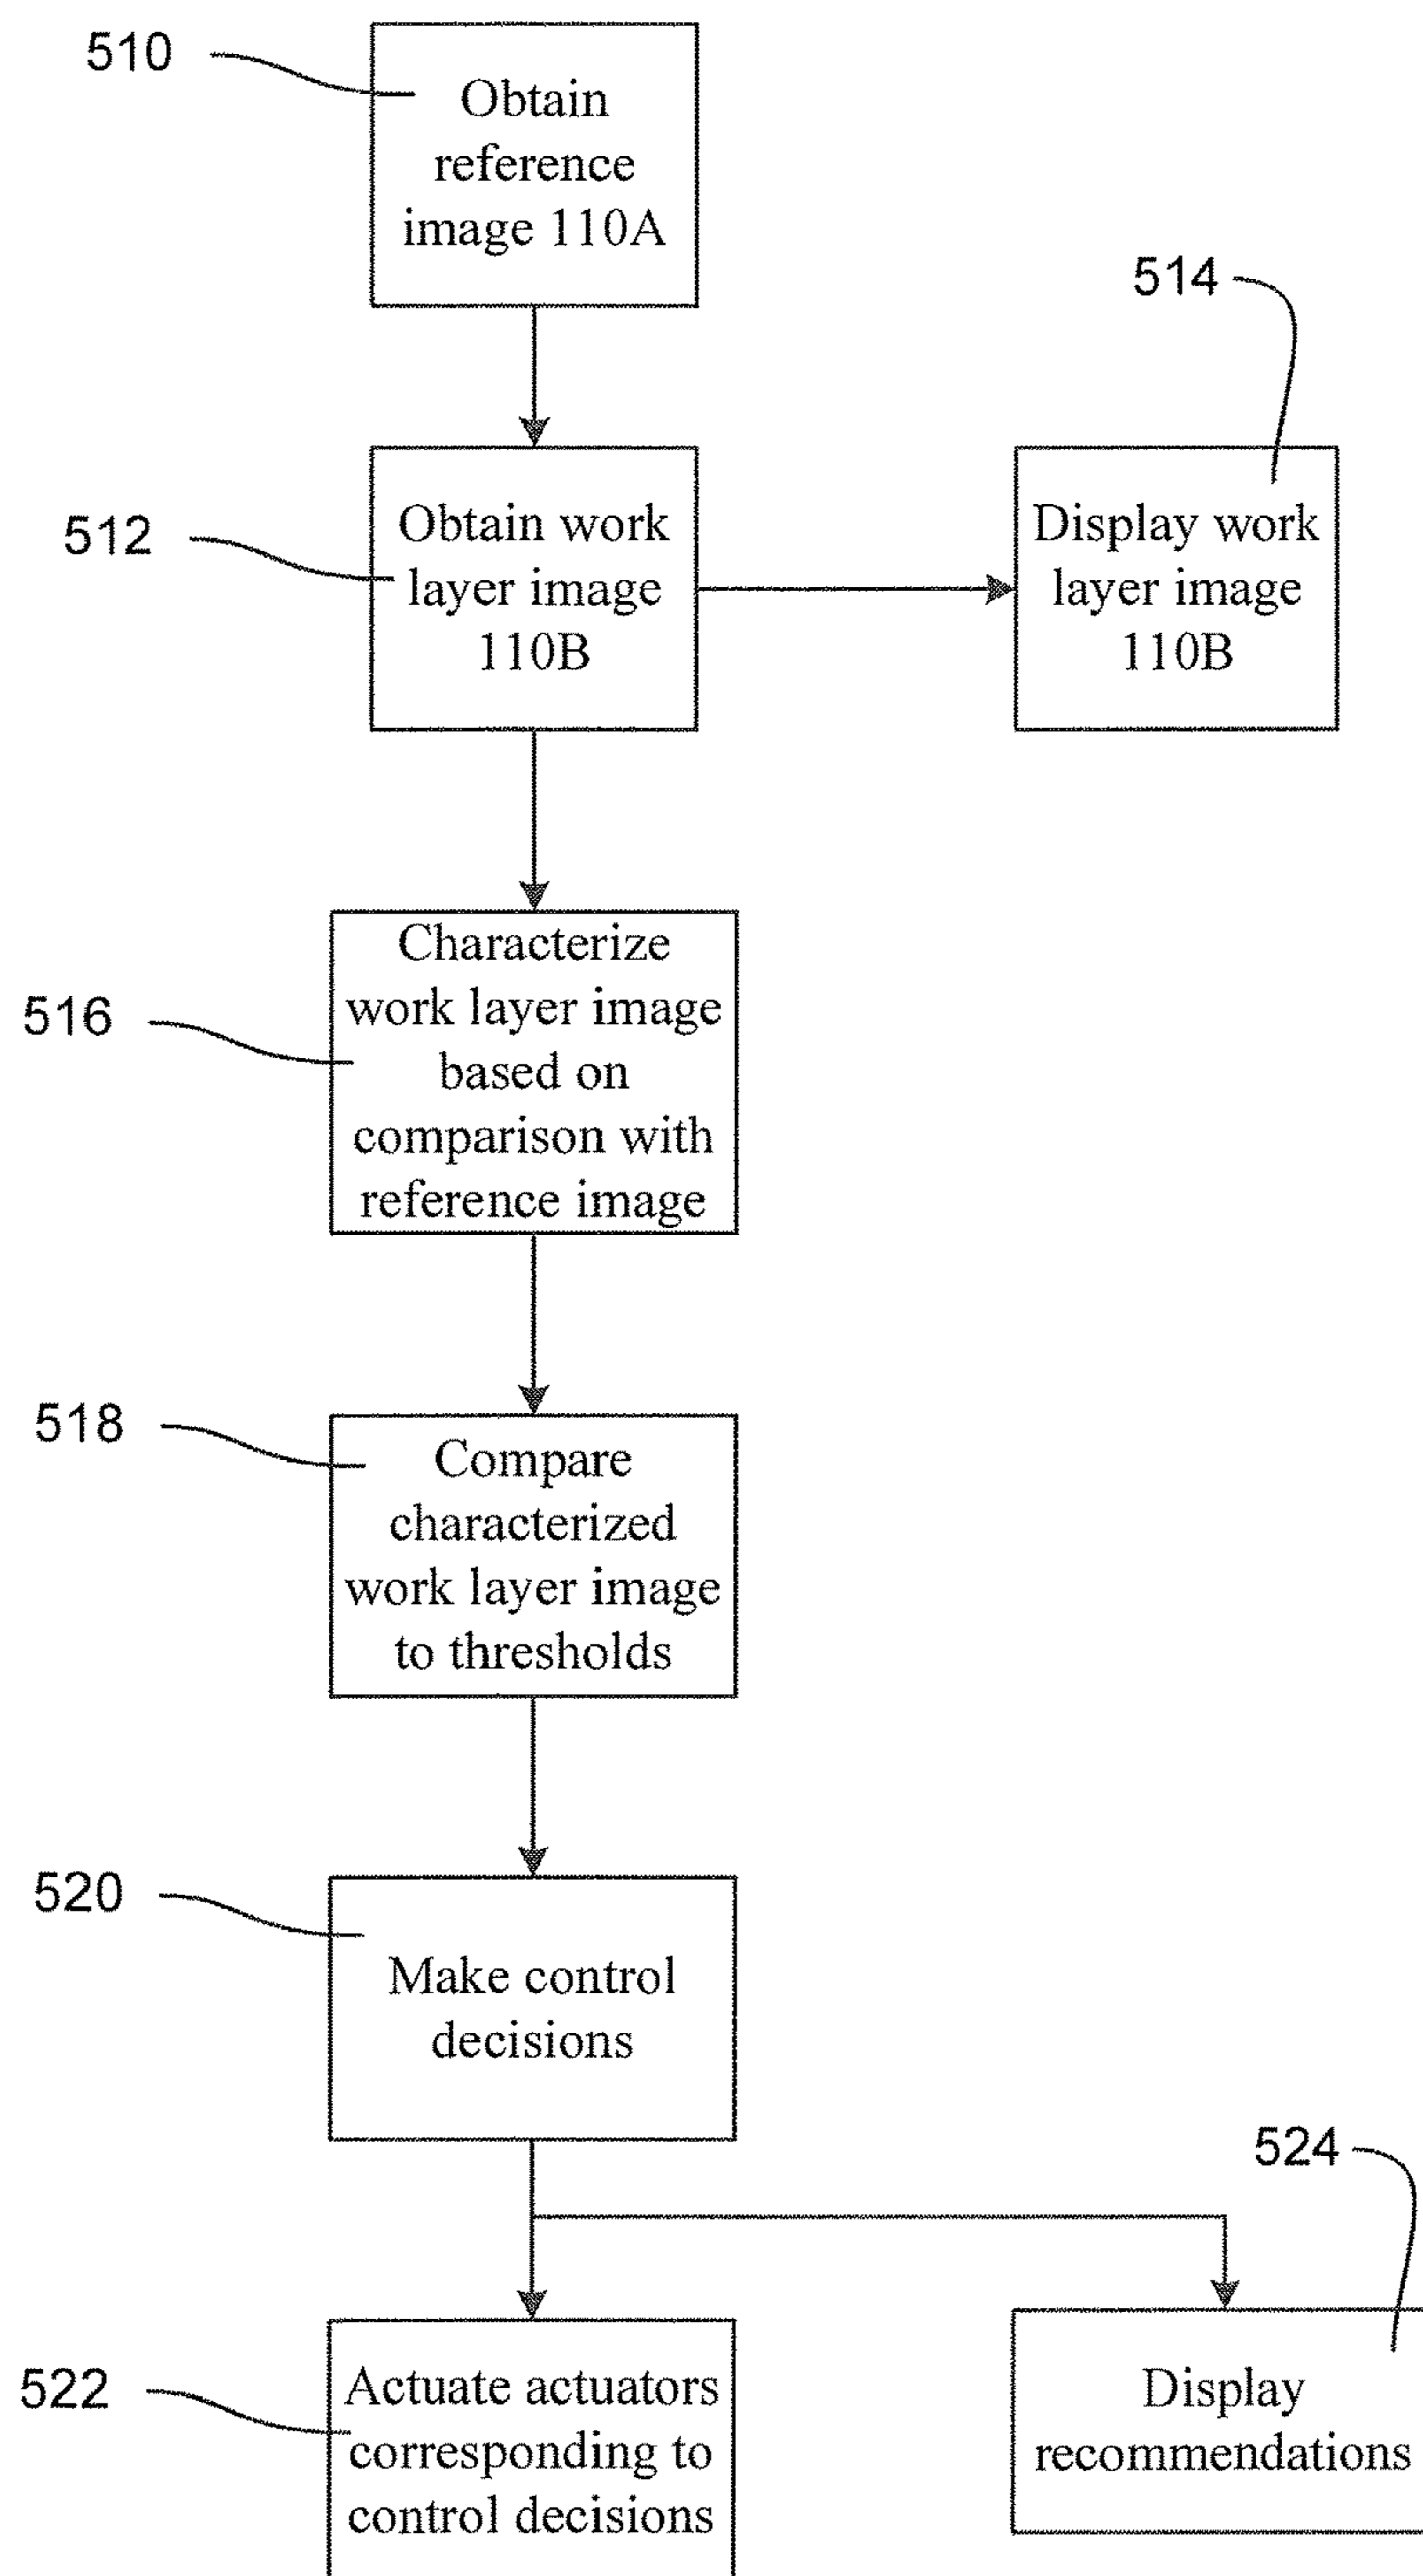 510
Obtain
reference
image 110A
514
512
Obtain work
layer image
110B
Display work
layer image
110B
516
Characterize
work layer image
based on
comparison with
reference image
518
Compare
characterized
work layer image
to thresholds
520
Make control
decisions
524
522
Actuate actuators
corresponding to
control decisions
Display
recommendations